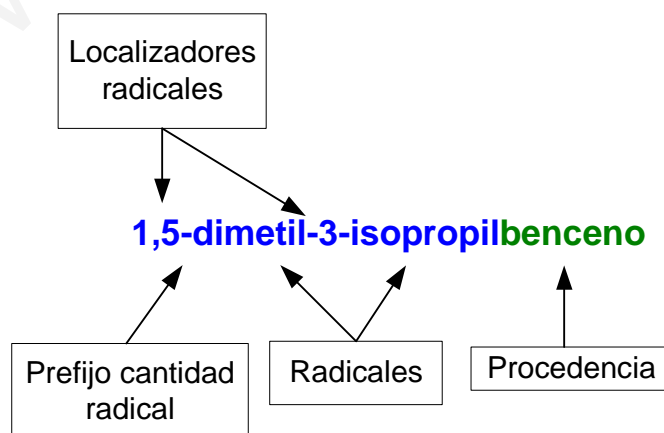 Localizadores
radicales
1,5-dimetil-3-isopropilbenceno
Prefijo cantidad
radical
Radicales
Procedencia